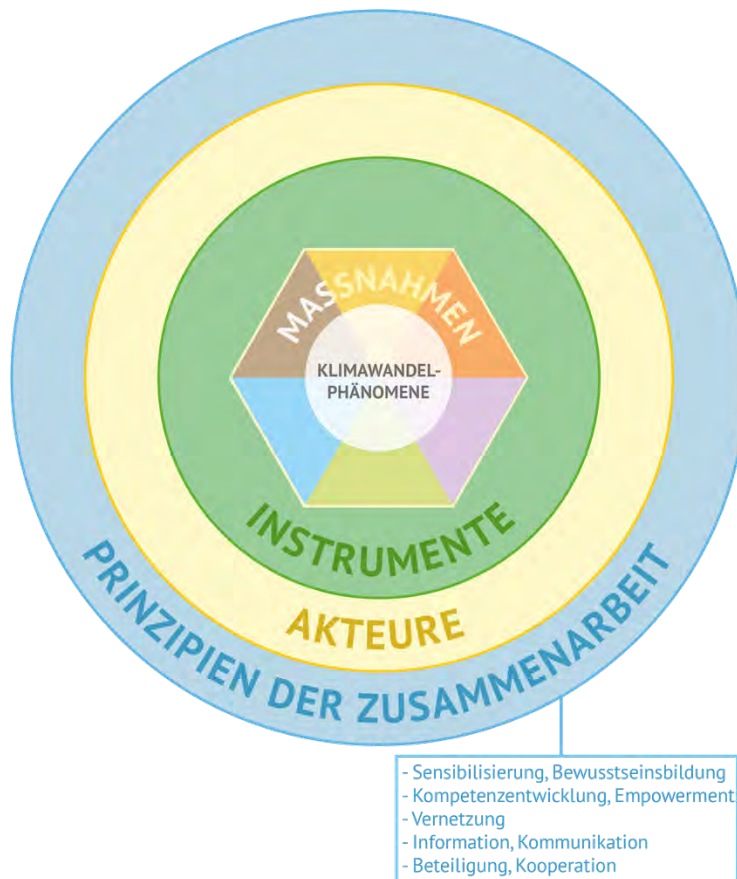 MASSNAHMEN
KLIMAWANDEL-
PHÄNOMENE
INSTRUMENTE
AKTEURE
PRINZIPIEN DER ZUSAMMENARBEIT
- Sensibilisierung, Bewusstseinsbildung
- Kompetenzentwicklung, Empowerment
- Vernetzung
- Information, Kommunikation
- Beteiligung, Kooperation